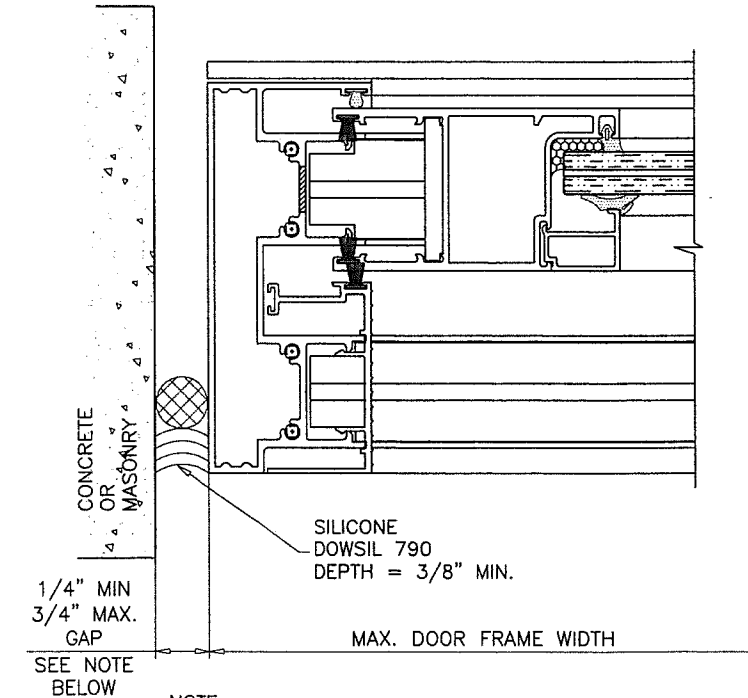 CONCRETE
OR
MASONRY
SILICONE
DOWSIL 790
DEPTH = 3/8" MIN.
1/4" MIN
3/4" MAX.
GAP
MAX. DOOR FRAME WIDTH
SEE NOTE
BELOW
NOTE